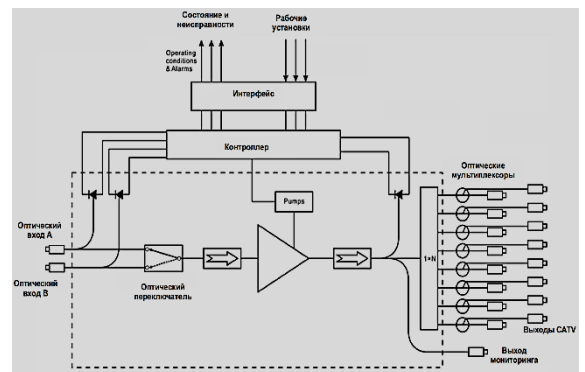 Состояние и
неисправности
Рабочие
установки
Operating
conditions
& Alarms
Интерфейс
Контроллер
Оптические
мультиплексоры
Pumps
Оптический
вход A
Оптический
вход B
Оптический
переключатель
1×N
Выходы CATV
Выход
мониторинга